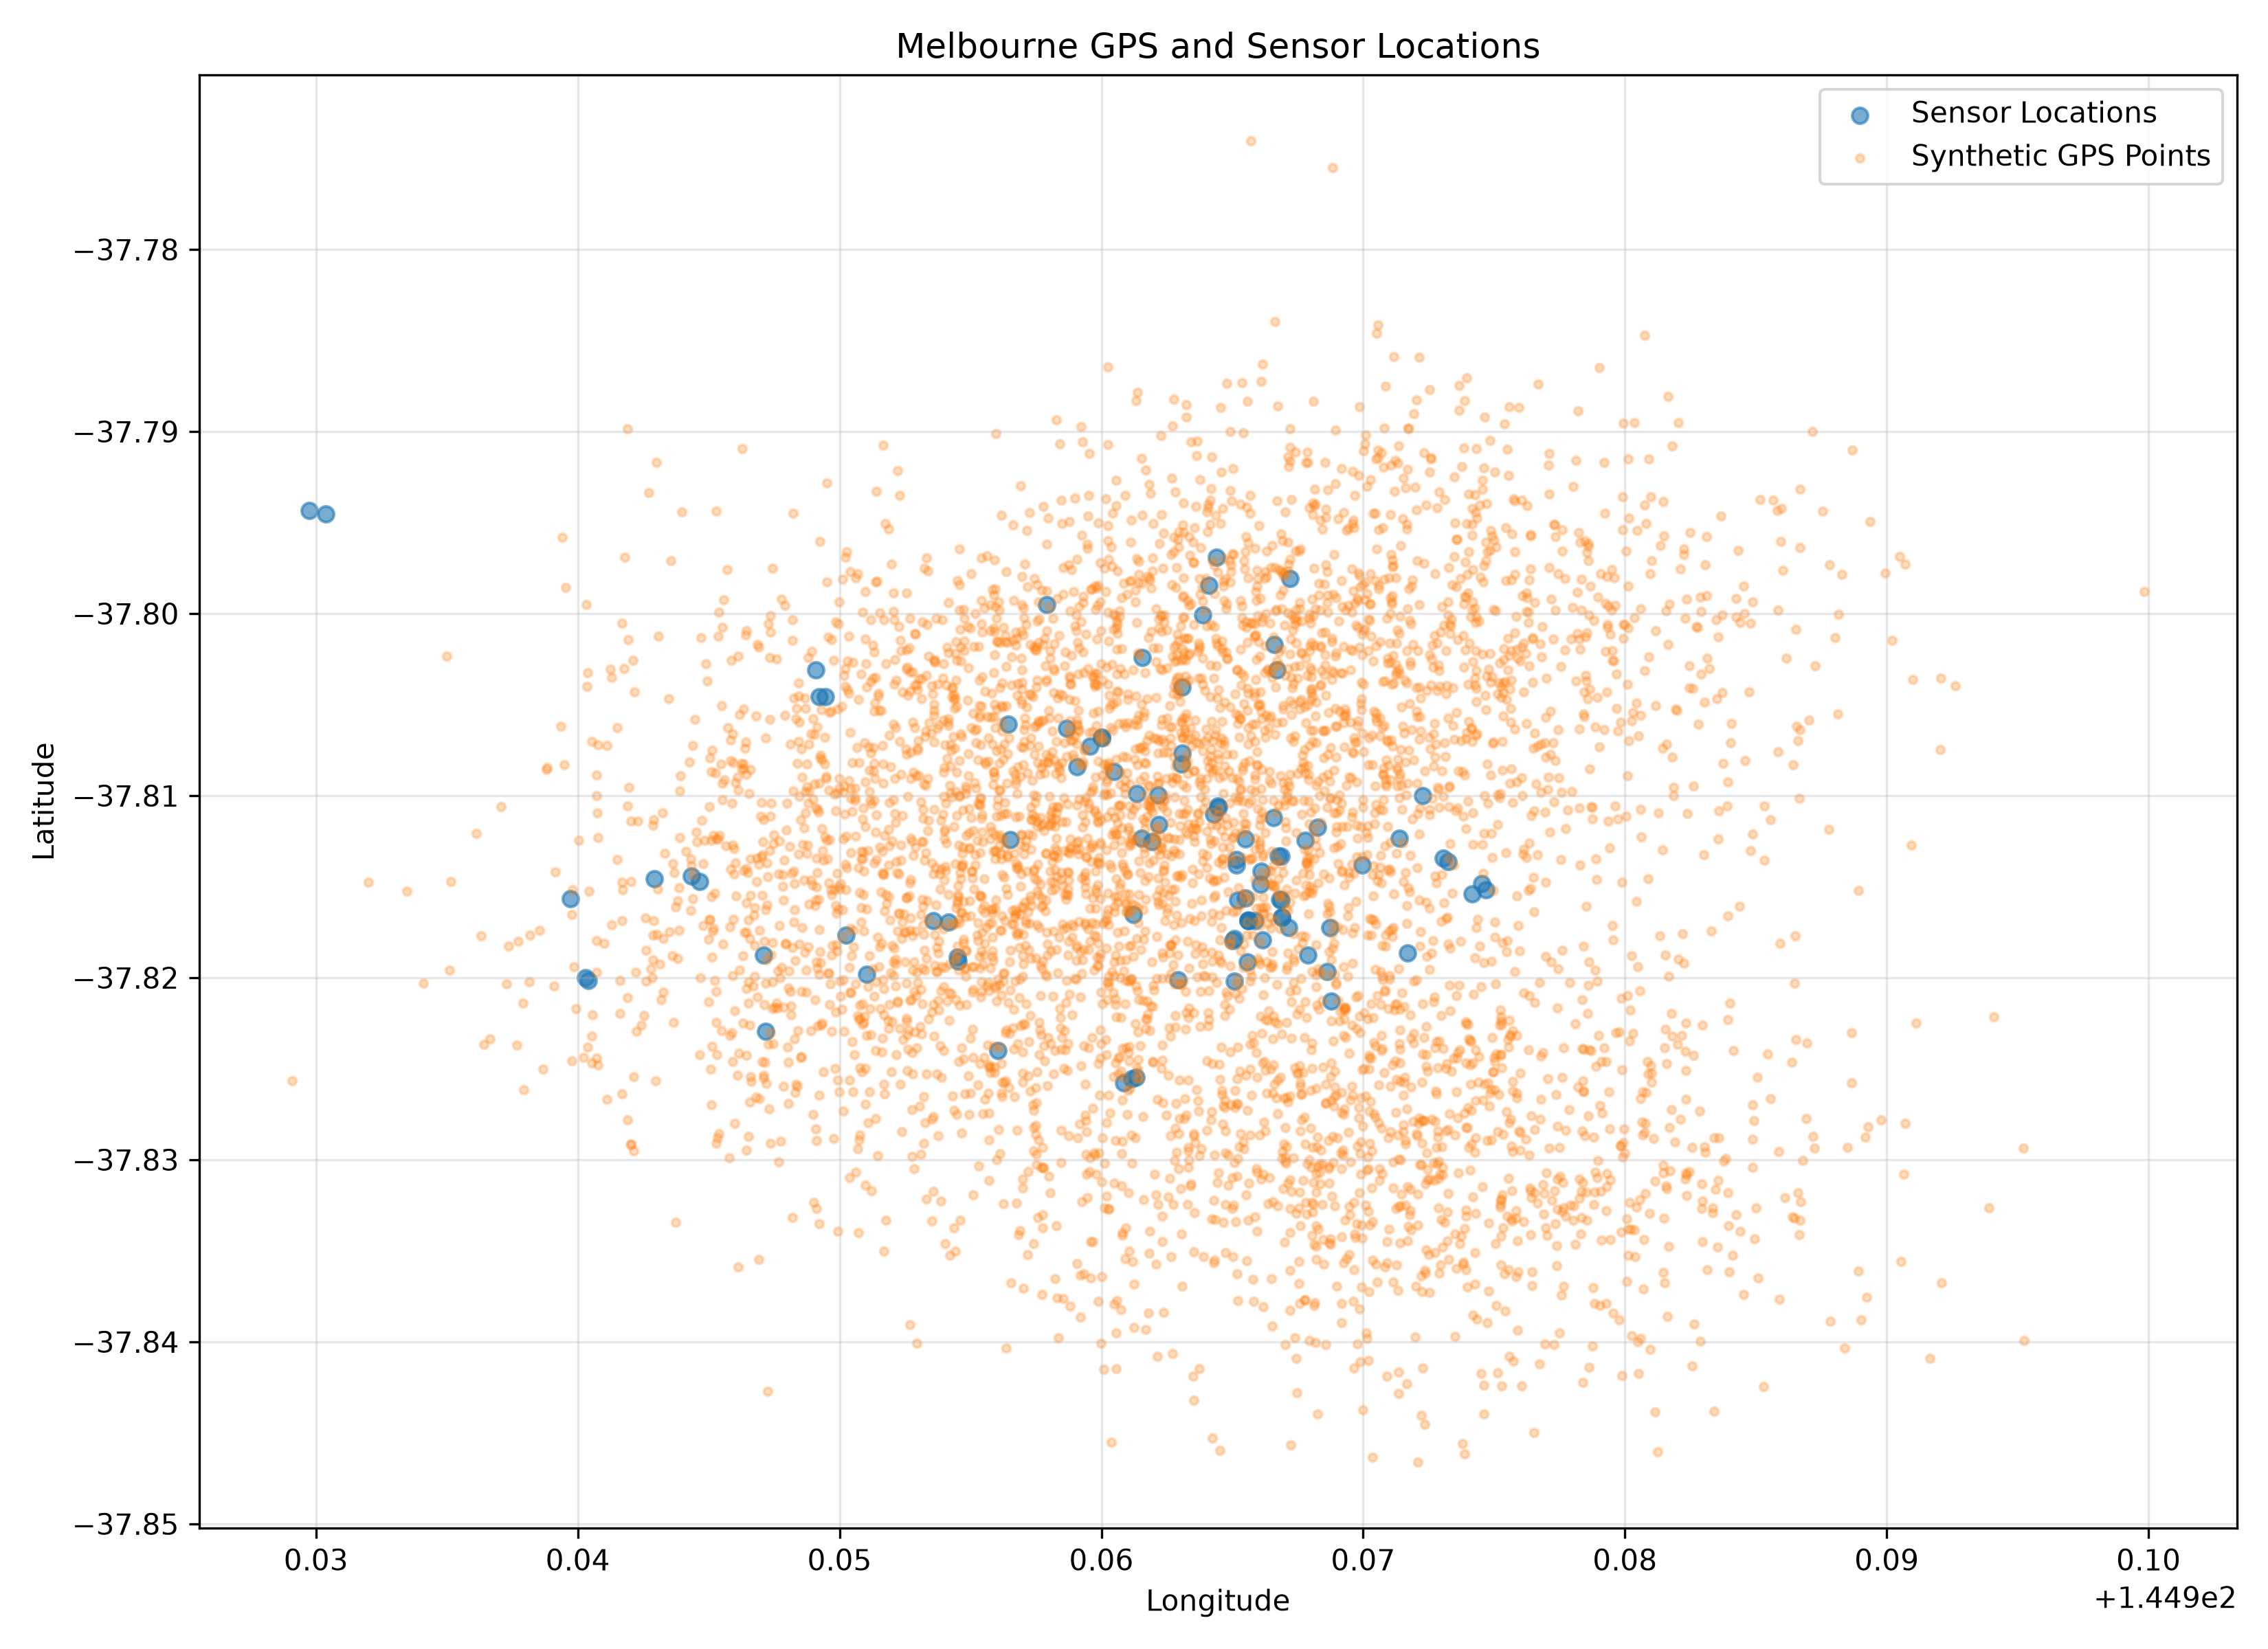 Melbourne GPS and Sensor Locations
Sensor Locations
Synthetic GPS Points
Latitude
−37.78
−37.79
−37.80
−37.81
−37.82
−37.83
−37.84
−37.85
0.03 0.04 0.05 0.06 0.07 0.08 0.09 0.10
Longitude
+1.449e2